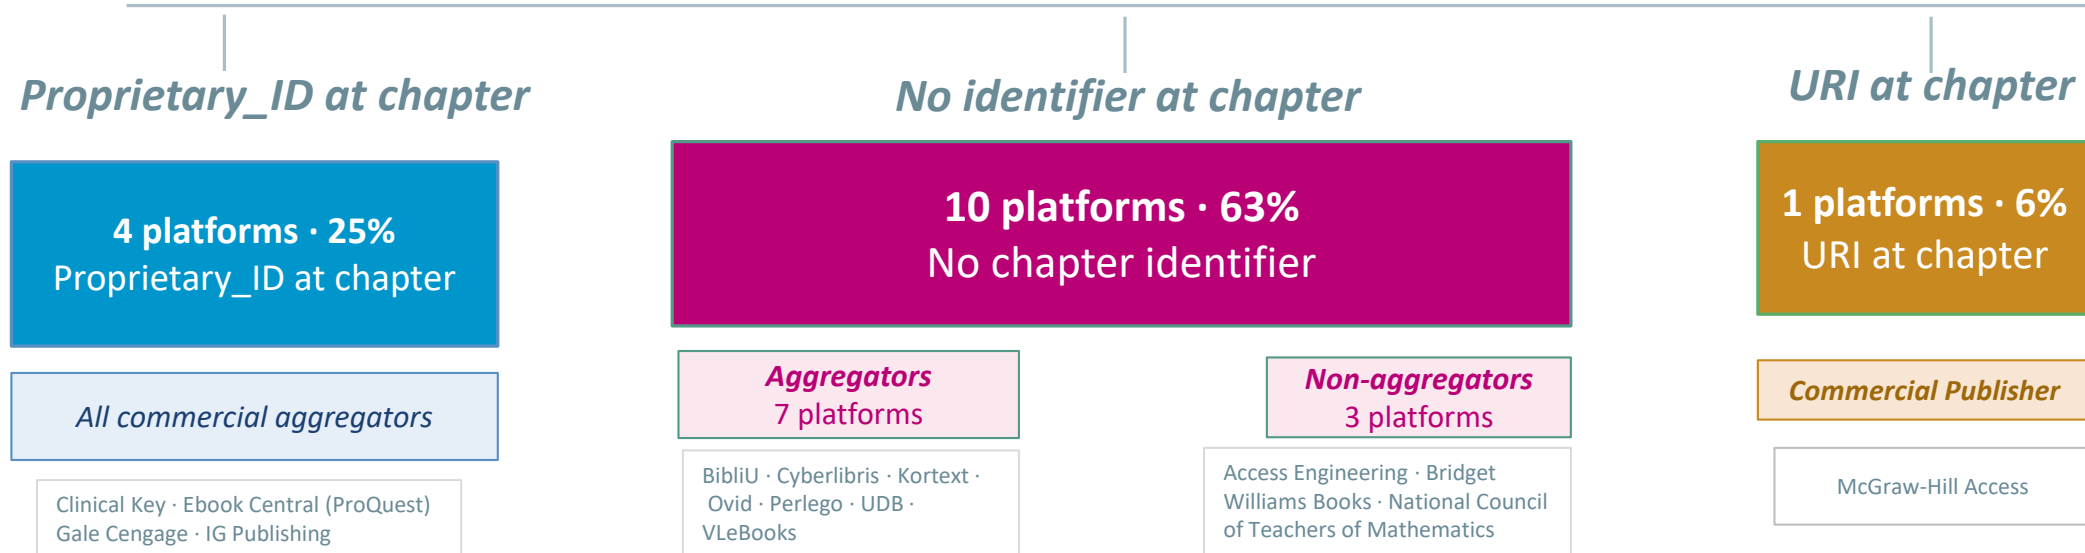 Proprietary_ID at chapter
4 platforms · 25%
Proprietary_ID at chapter
All commercial aggregators
Clinical Key · Ebook Central (ProQuest)
Gale Cengage · IG Publishing
No identifier at chapter
10 platforms · 63%
No chapter identifier
Aggregators
7 platforms
BibliU · Cyberlibris · Kortext ·
Ovid · Perlego · UDB ·
VLeBooks
Non-aggregators
3 platforms
Access Engineering · Bridget
Williams Books · National Council
of Teachers of Mathematics
URI at chapter
1 platforms · 6%
URI at chapter
Commercial Publisher
McGraw-Hill Access